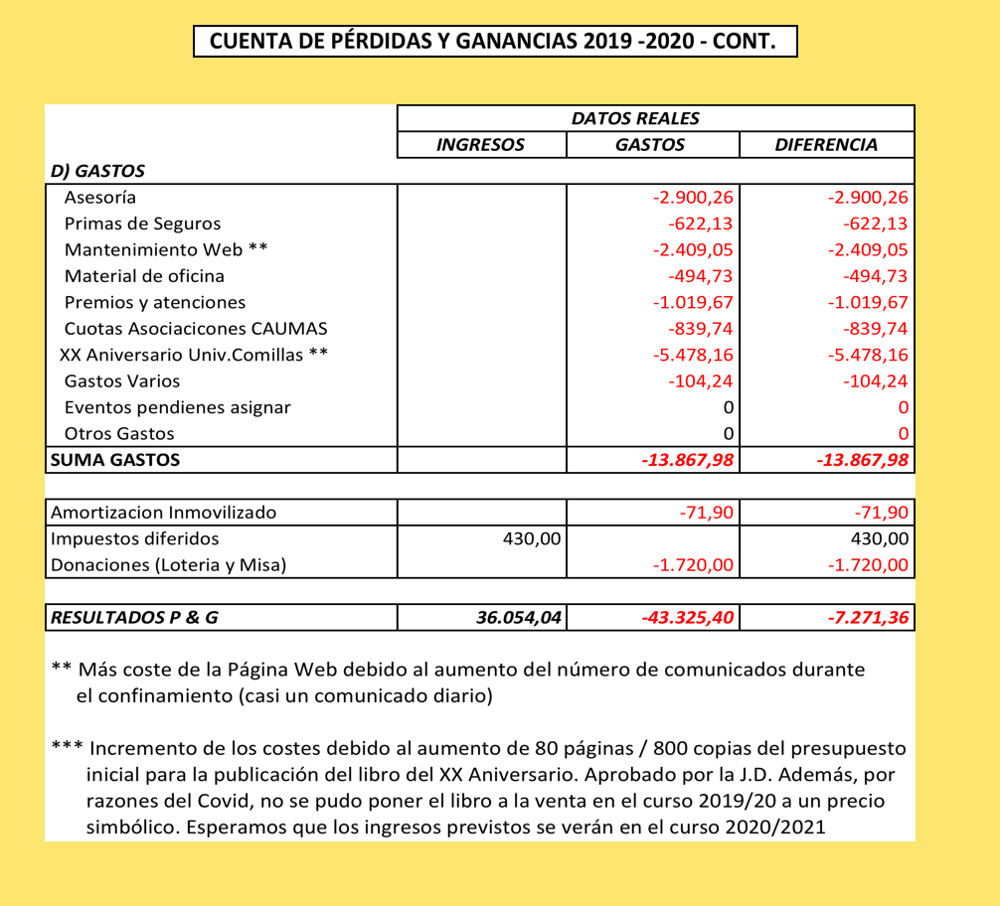 CUENTA DE PÉRDIDAS Y GANANCIAS 2019 -2020 - CONT.
DATOS REALES
INGRESOS GASTOS DIFERENCIA
D) GASTOS
Asesoría -2.900,26 -2.900,26
Primas de Seguros -622,13 -622,13
Mantenimiento Web ** -2.409,05 -2.409,05
Material de oficina -494,73 -494,73
Premios y atenciones -1.019,67 -1.019,67
Cuotas Asociacicones CAUMAS -839,74 -839,74
XX Aniversario Univ.Comillas ** -5.478,16 -5.478,16
Gastos Varios -104,24 -104,24
Eventos pendienes asignar 0 0
Otros Gastos 0 0
SUMA GASTOS -13.867,98 -13.867,98
Amortizacion Inmovilizado -71,90 -71,90
Impuestos diferidos 430,00 430,00
Donaciones (Loteria y Misa) -1.720,00 -1.720,00
RESULTADOS P & G 36.054,04 -43.325,40 -7.271,36
** Más coste de la Página Web debido al aumento del número de comunicados durante
el confinamiento (casi un comunicado diario)
*** Incremento de los costes debido al aumento de 80 páginas / 800 copias del presupuesto
inicial para la publicación del libro del XX Aniversario. Aprobado por la J.D. Además, por
razones del Covid, no se pudo poner el libro a la venta en el curso 2019/20 a un precio
simbólico. Esperamos que los ingresos previstos se verán en el curso 2020/2021